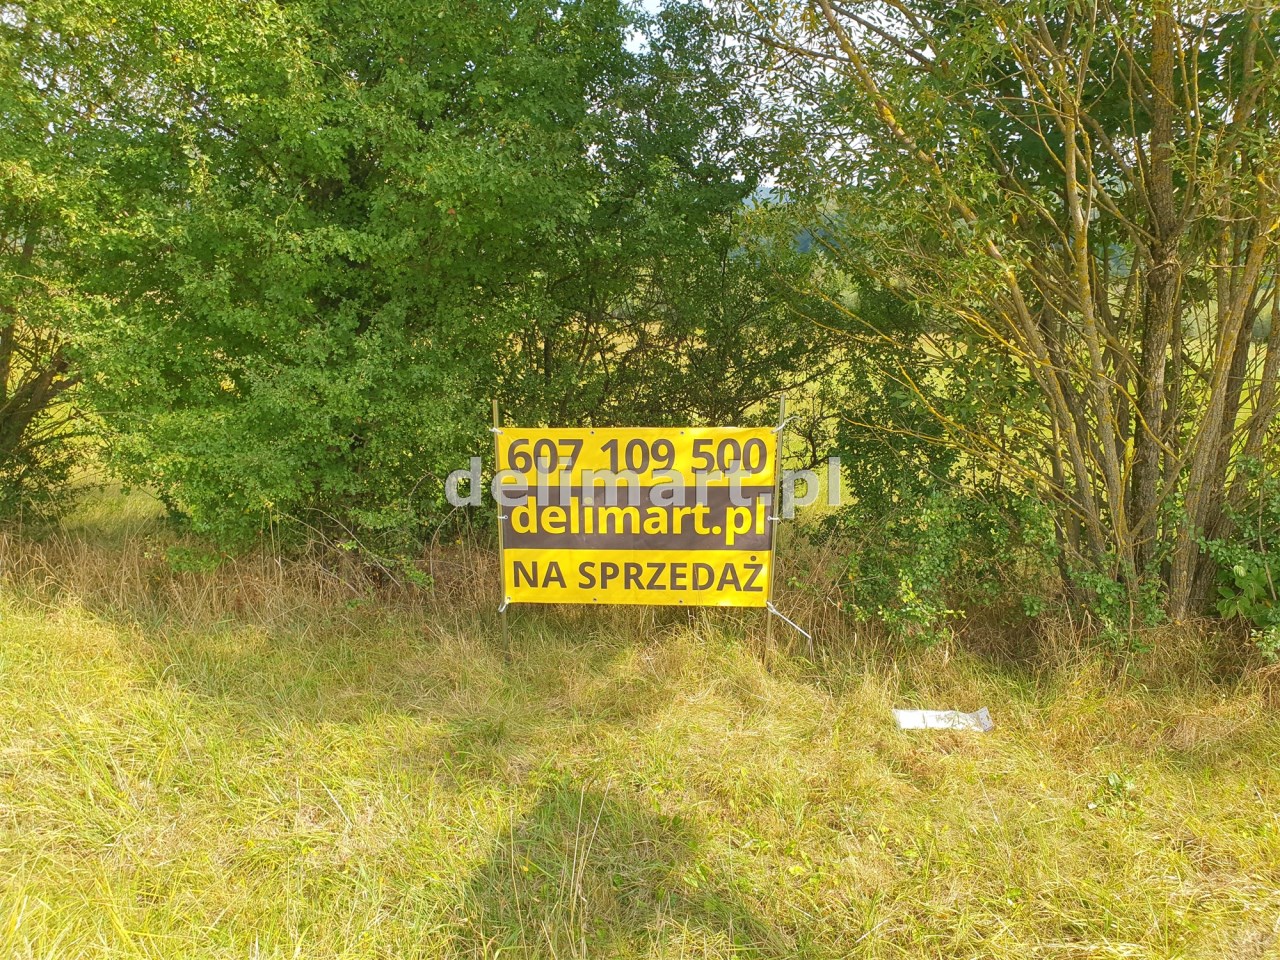 607 109 500
delimart.pl
delimart.pl
NA SPRZEDAŻ